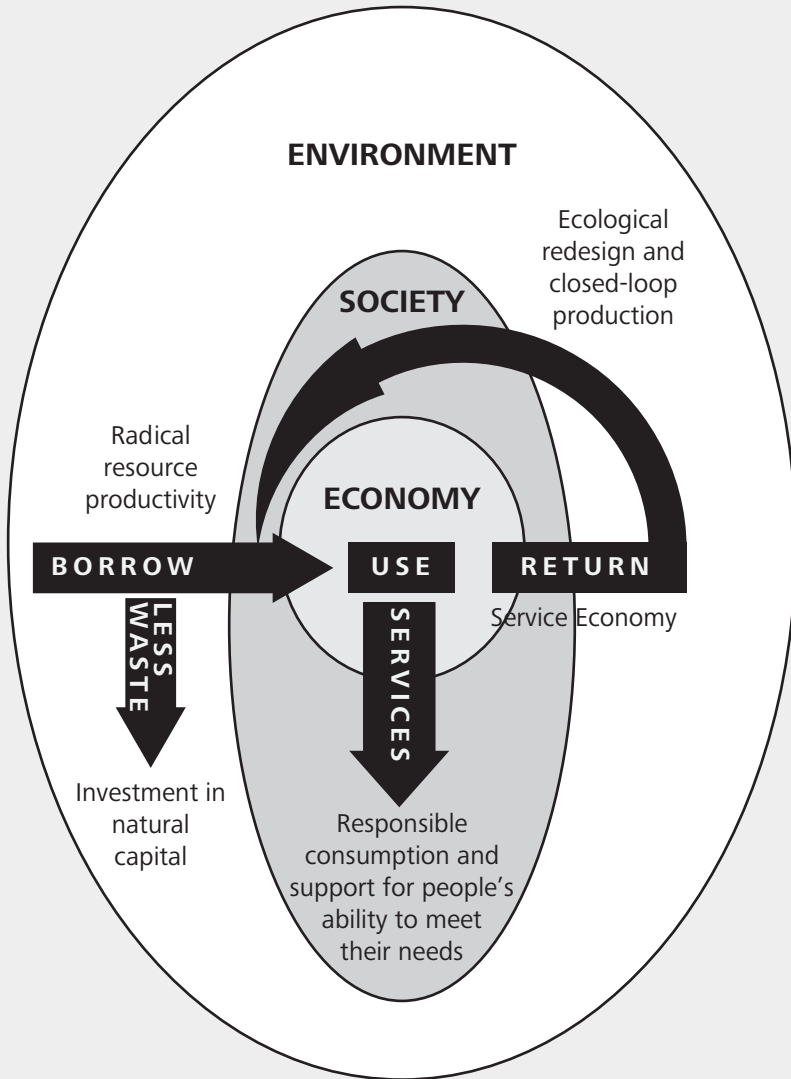 ENVIRONMENT
Ecological
redesign and
closed-loop
production
SOCIETY
Radical
resource
productivity
ECONOMY
BORROW
USE
RETURN
Service Economy
LESS
WASTE
SERVICES
Investment in
natural
capital
Responsible
consumption and
support for people’s
ability to meet
their needs